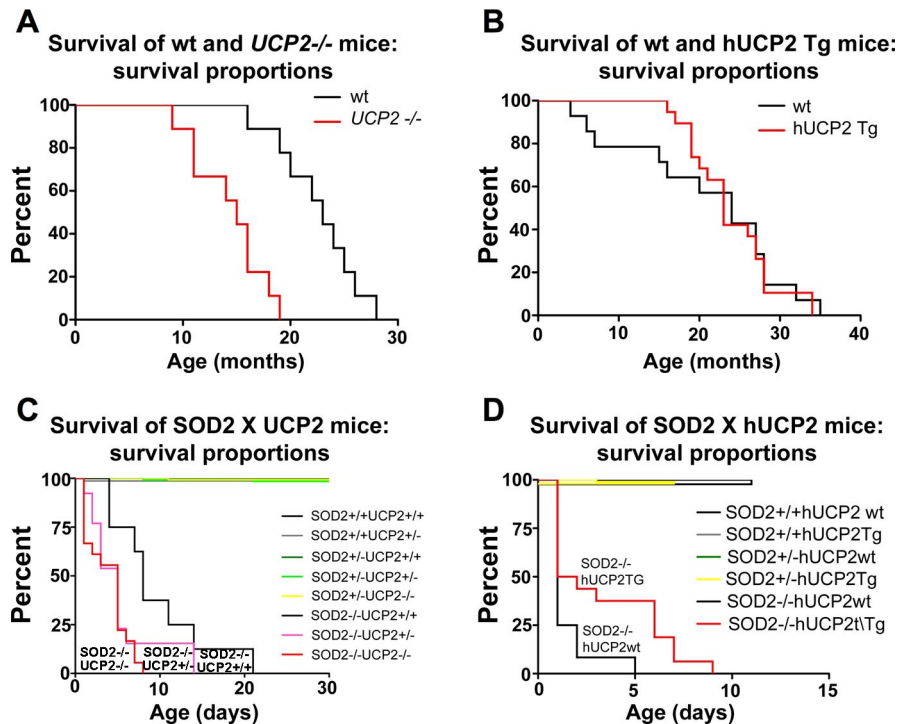 A
Survival of wt and UCP2-/- mice:
survival proportions
wt
UCP2 -/-
100
80
60
40
20
0
Percent
0 10 20 30
Age (months)
B
Survival of wt and hUCP2 Tg mice:
survival proportions
wt
hUCP2 Tg
100
80
60
40
20
0
Percent
0 10 20 30 40
Age (months)
C
Survival of SOD2 X UCP2 mice:
survival proportions
100
75
50
25
0
Percent
SOD2+/+UCP2+/+
SOD2+/+UCP2+/-
SOD2+/-UCP2+/+
SOD2+/-UCP2+/-
SOD2+/-UCP2-/-
SOD2-/-UCP2+/+
SOD2-/-UCP2+/-
SOD2-/-UCP2-/-
SOD2-/-
UCP2-/-
SOD2-/-
UCP2+/-
SOD2-/-
UCP2+/+
0 10 20 30
Age (days)
D
Survival of SOD2 X hUCP2 mice:
survival proportions
100
75
50
25
0
Percent
SOD2+/+hUCP2 wt
SOD2+/+hUCP2Tg
SOD2+/-hUCP2wt
SOD2+/-hUCP2Tg
SOD2-/-hUCP2wt
SOD2-/-hUCP2t\Tg
SOD2-/-
hUCP2TG
SOD2-/-
hUCP2wt
0 5 10 15
Age (days)